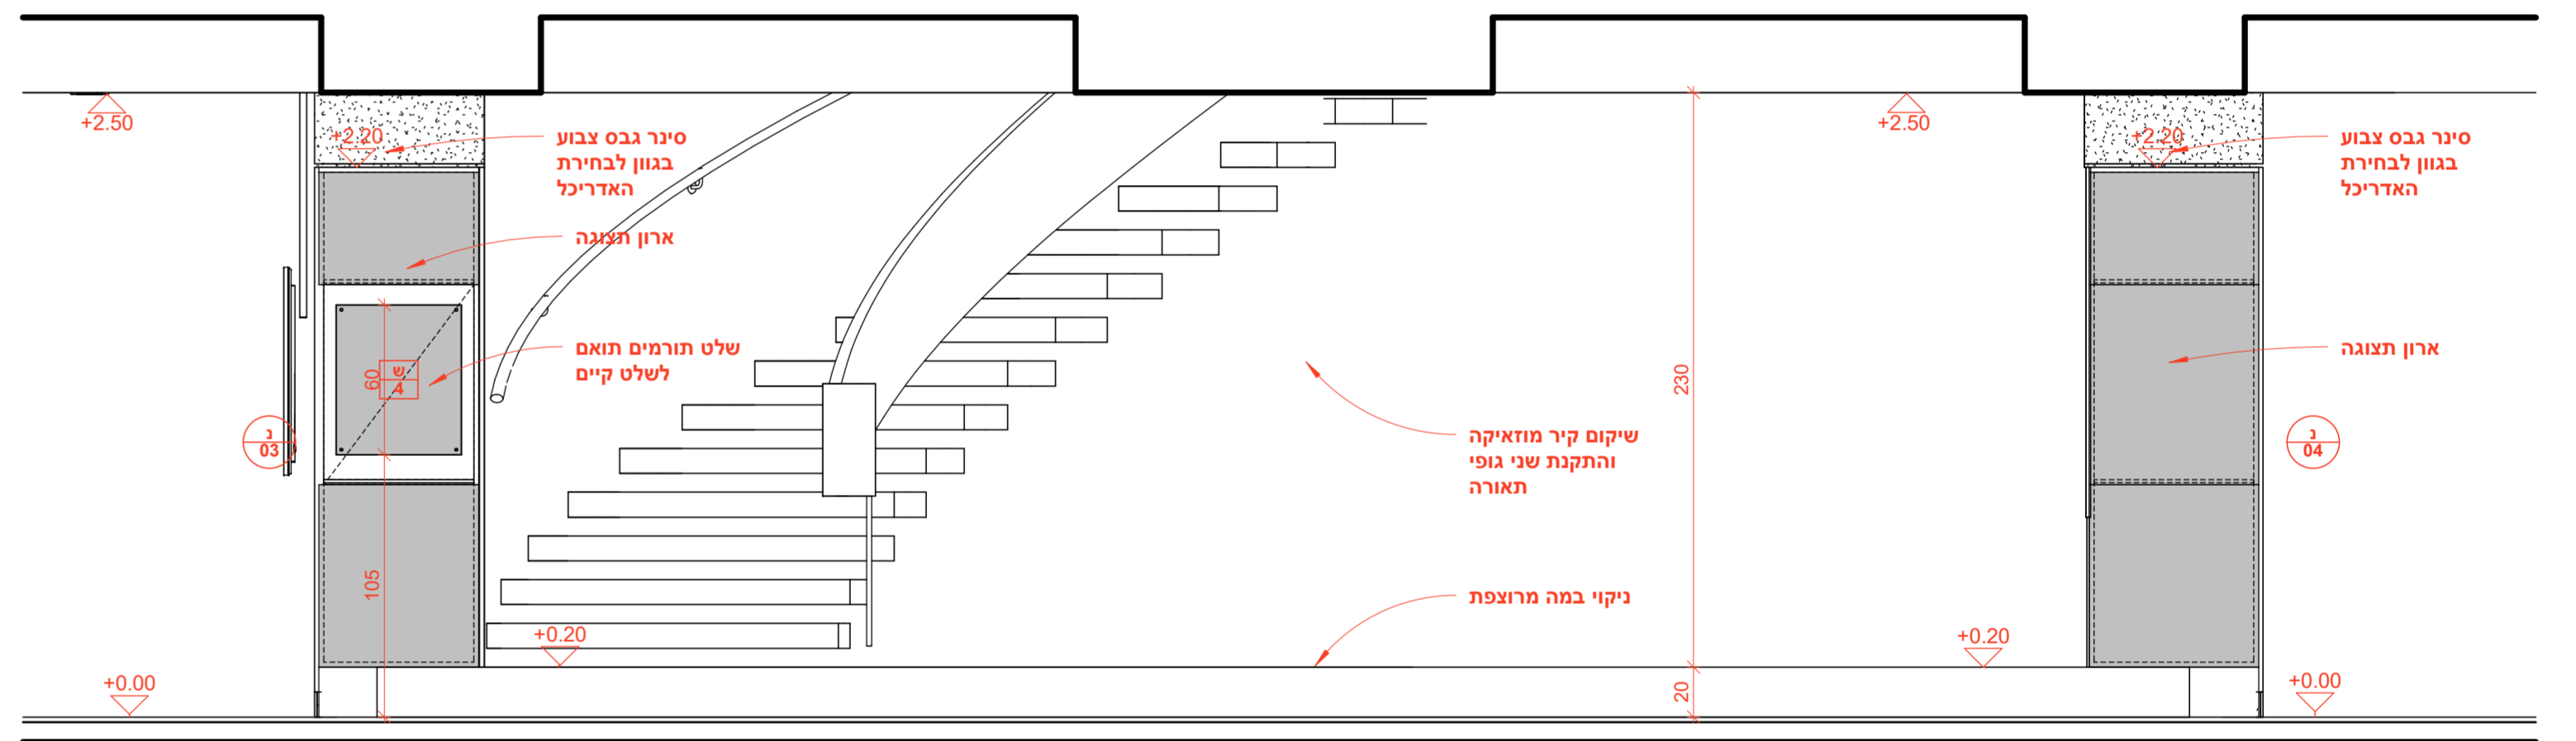 +2.50
+2.20
סינר גבס צבוע
בגוון לבחירת
האדריכל
ארון תצוגה
שלט תורמים תואם
לשלט קיים
60
ש
4
נ
03
105
+0.20
+0.00
שיקום קיר מוזאיקה
והתקנת שני גופי
תאורה
ניקוי במה מרוצפת
230
20
+2.50
+0.20
+2.20
סינר גבס צבוע
בגוון לבחירת
האדריכל
ארון תצוגה
נ
04
+0.00